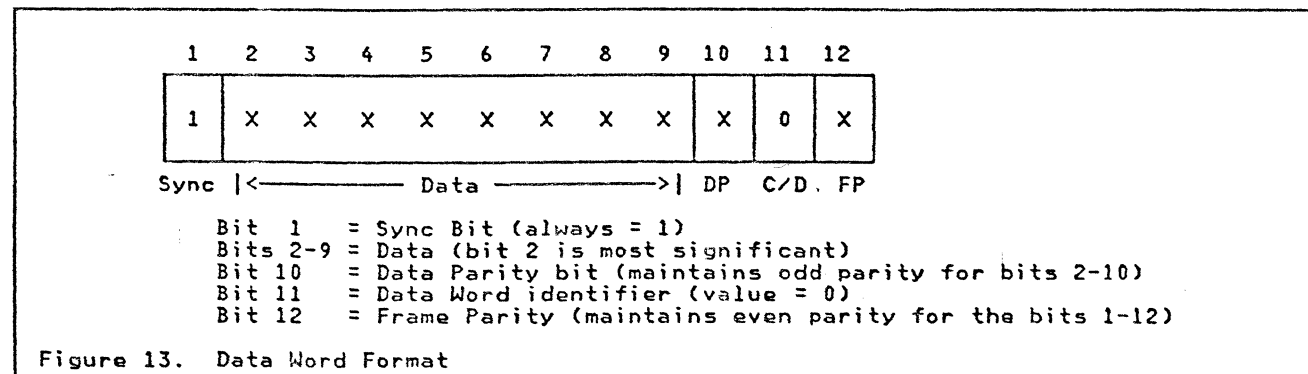 1 2 3 4 5 6 7 8 9 10 11 12
1 X X X X X X X X X 0 X
Sync |<——— Data ———>| DP C/D. FP
Bit 1 = Sync Bit (always = 1)
Bits 2-9 = Data (bit 2 is most significant)
Bit 10 = Data Parity bit (maintains odd parity for bits 2-10)
Bit 11 = Data Word identifier (value = 0)
Bit 12 = Frame Parity (maintains even parity for the bits 1-12)
Figure 13. Data Word Format